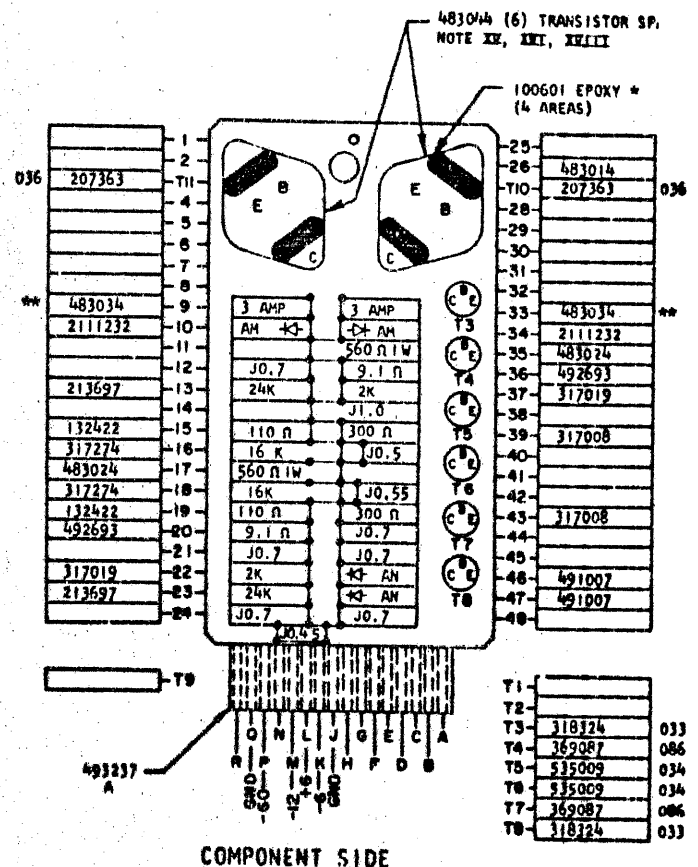 483044 (6) TRANSISTOR SP.
NOTE XV, XVI, XVIII
100601 EPOXY *
(4 AREAS)
1
2
036 207363 T11
4
5
6
7
8
** 483034 9
2111232 10
11
12
213697 13
14
132422 15
317274 16
483024 17
317274 18
132422 19
492693 20
21
317019 22
213697 23
24
T9
B
E
C
E
B
C
3 AMP 3 AMP
AM AM
560 Ω 1W
J0.7 9.1 Ω
24K 2K
J1.0
110 Ω 300 Ω
16 K J0.5
560 Ω 1W
16K J0.55
110 Ω 300 Ω
9.1 Ω J0.7
J0.7 J0.7
2K AN
24K AN
J0.7 J0.7
J0.45
C B E
T3
C B E
T4
C B E
T5
C B E
T6
C B E
T7
C B E
T8
25
26 483014
T10 207363 036
28
29
30
31
32
33 483034 **
34 2111232
35 483024
36 492693
37 317019
38
39 317008
40
41
42
43 317008
44
45
46 491007
47 491007
48
R Q P N M L K J H G F E D C B A
GND -60 -12 +6 -6 GND
493237
A
T1
T2
T3 318324 033
T4 369087 086
T5 535009 034
T6 535009 034
T7 369087 086
T8 318324 033
COMPONENT SIDE